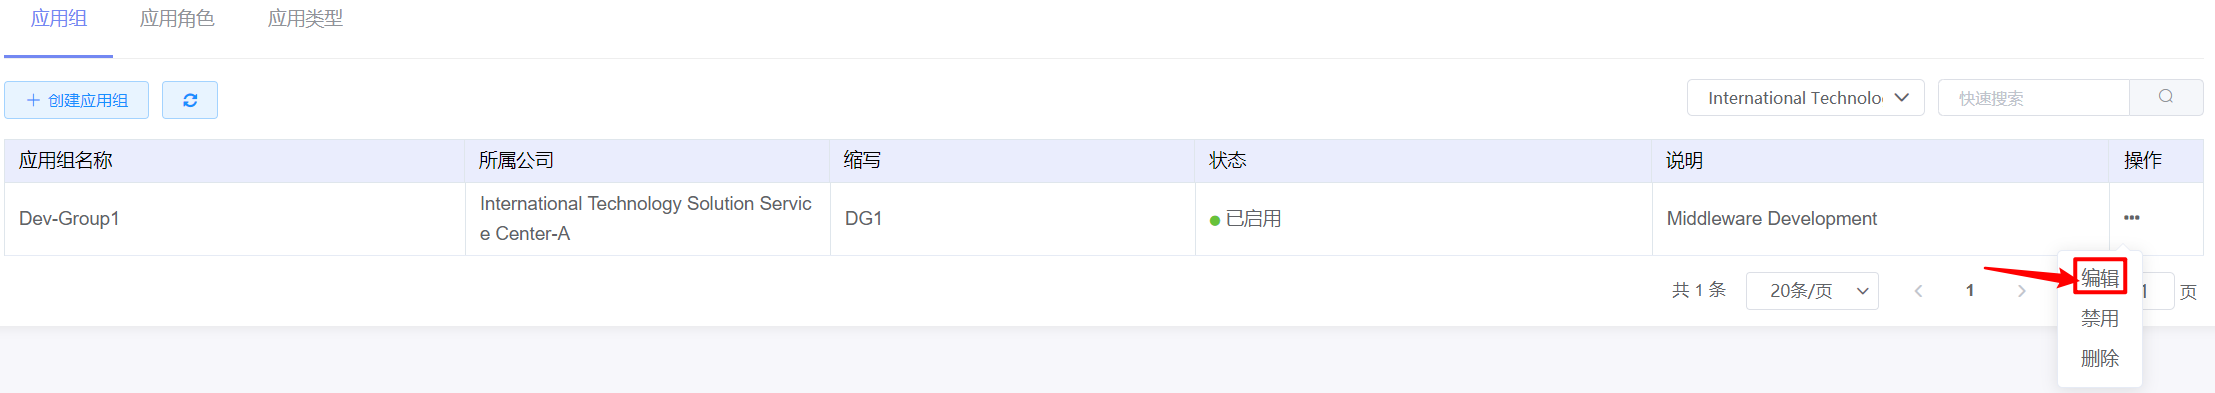 应用组 应用角色 应用类型
＋ 创建应用组 International Technolo 快速搜索
应用组名称 所属公司 缩写 状态 说明 操作
Dev-Group1 International Technology Solution Servic DG1 已启用 Middleware Development •••
e Center-A
共 1 条 20条/页 1 1 页
编辑
禁用
删除